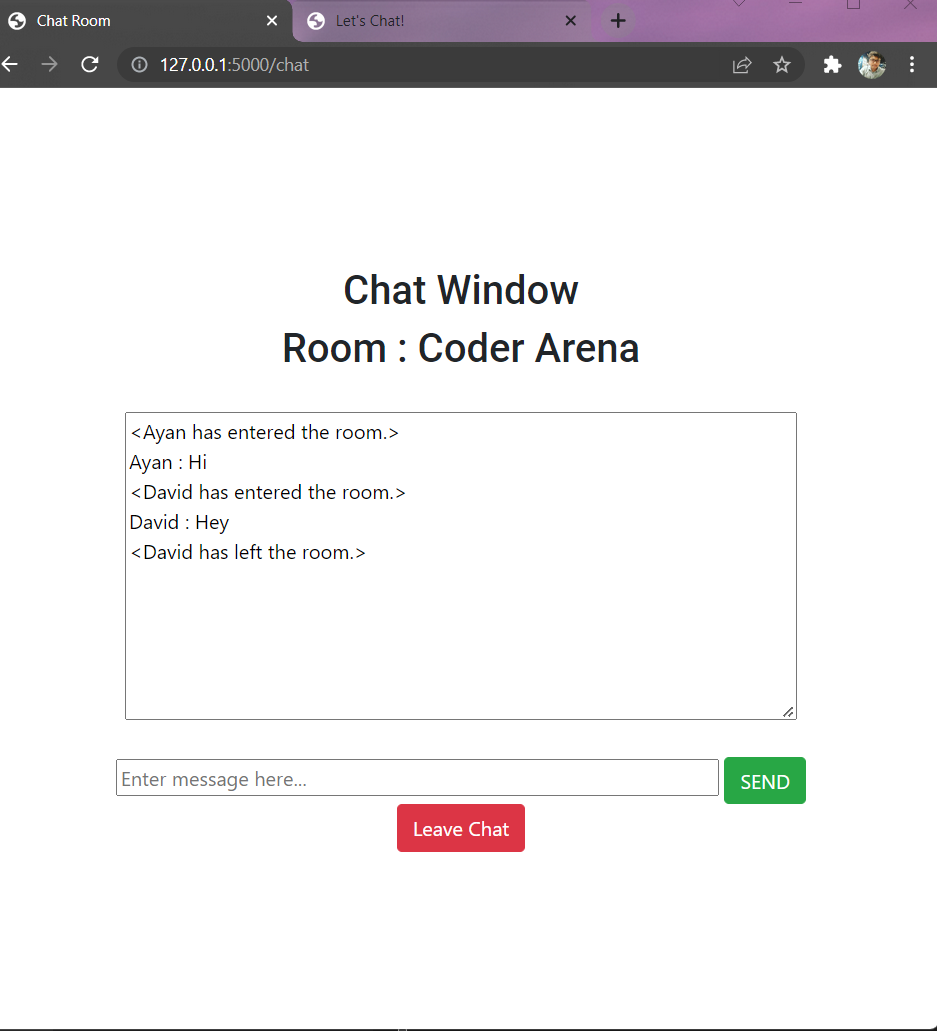 Chat Room
Let's Chat!
127.0.0.1:5000/chat
Chat Window
Room : Coder Arena
<Ayan has entered the room.>
Ayan : Hi
<David has entered the room.>
David : Hey
<David has left the room.>
Enter message here...
SEND
Leave Chat